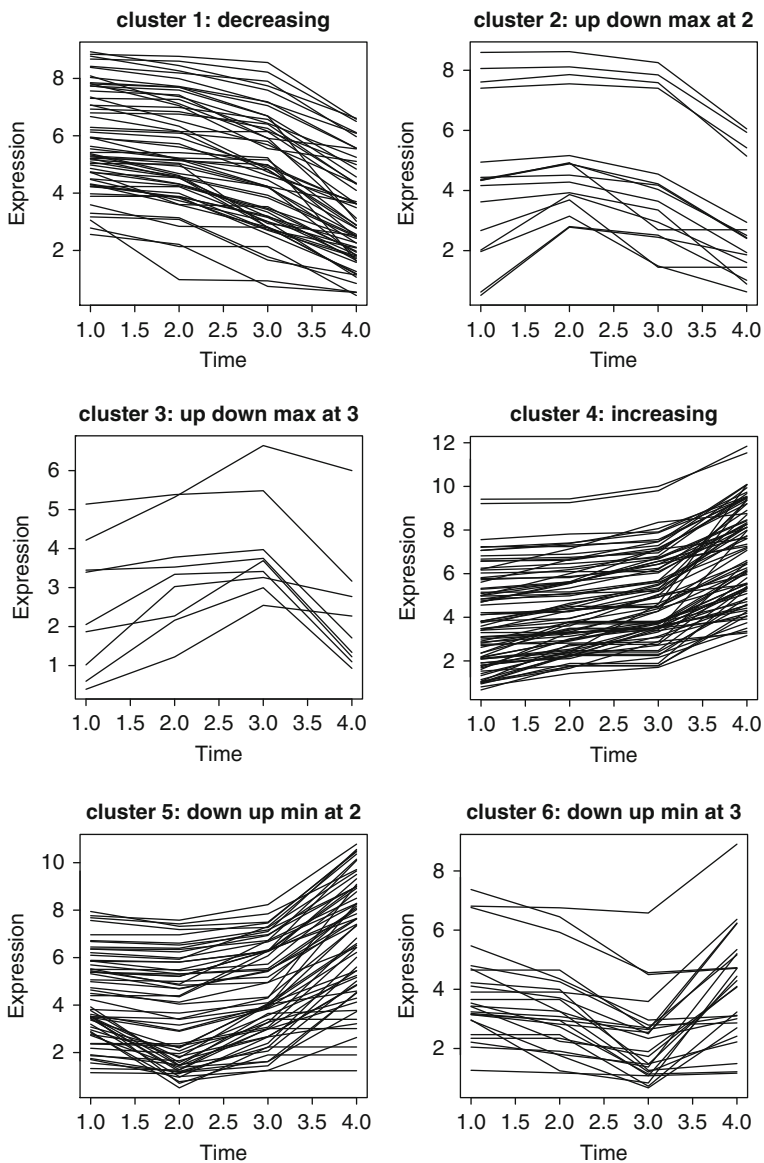 cluster 1: decreasing
Expression
8
6
4
2
1.0 1.5 2.0 2.5 3.0 3.5 4.0
Time
cluster 2: up down max at 2
Expression
8
6
4
2
1.0 1.5 2.0 2.5 3.0 3.5 4.0
Time
cluster 3: up down max at 3
Expression
6
5
4
3
2
1
1.0 1.5 2.0 2.5 3.0 3.5 4.0
Time
cluster 4: increasing
Expression
12
10
8
6
4
2
1.0 1.5 2.0 2.5 3.0 3.5 4.0
Time
cluster 5: down up min at 2
Expression
10
8
6
4
2
1.0 1.5 2.0 2.5 3.0 3.5 4.0
Time
cluster 6: down up min at 3
Expression
8
6
4
2
1.0 1.5 2.0 2.5 3.0 3.5 4.0
Time